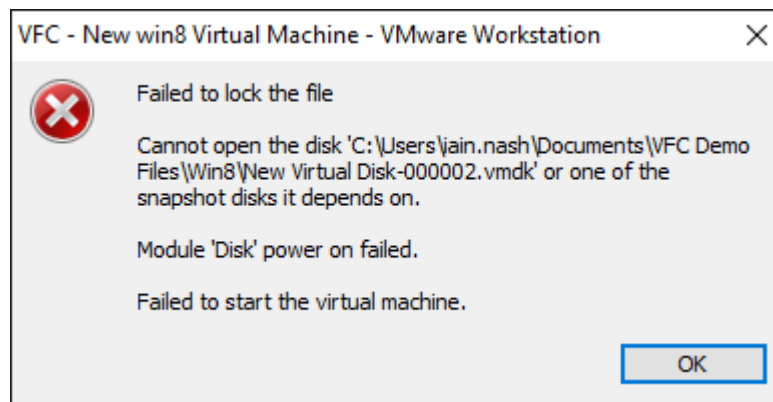 VFC - New win8 Virtual Machine - VMware Workstation
Failed to lock the file
Cannot open the disk 'C:\Users\iain.nash\Documents\VFC Demo
Files\Win8\New Virtual Disk-000002.vmdk' or one of the
snapshot disks it depends on.
Module 'Disk' power on failed.
Failed to start the virtual machine.
OK